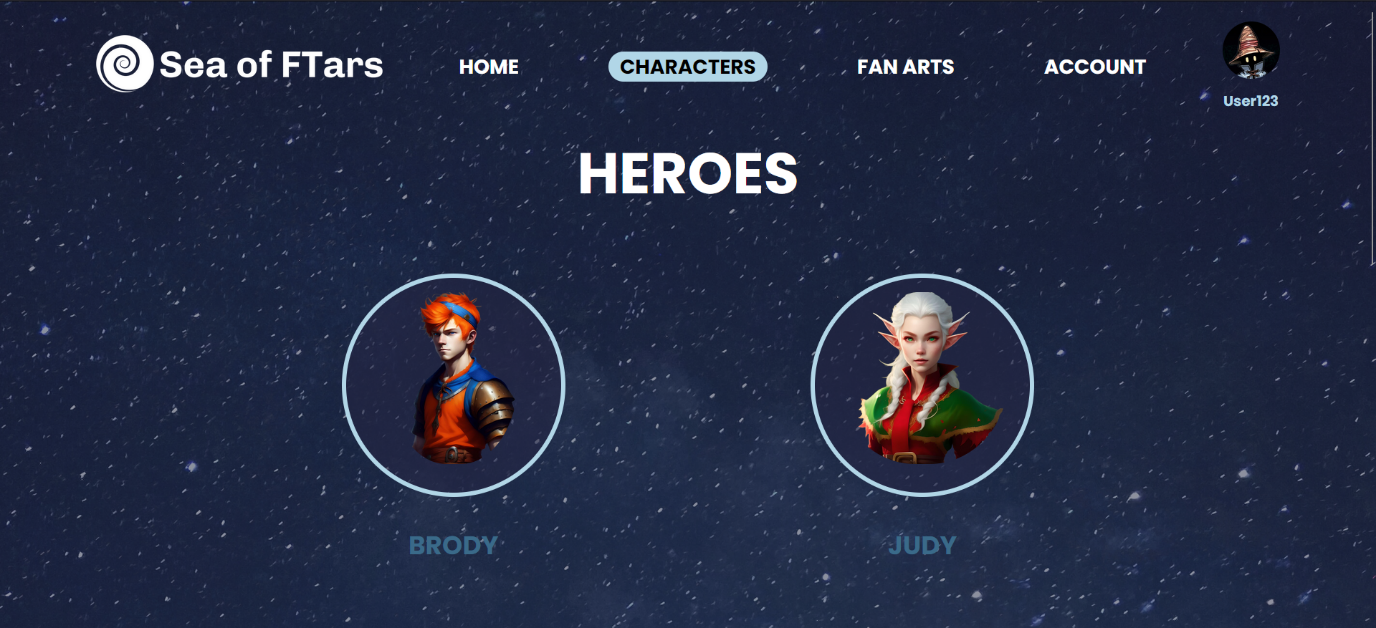 Sea of FTars
HOME
CHARACTERS
FAN ARTS
ACCOUNT
User123
HEROES
BRODY
JUDY